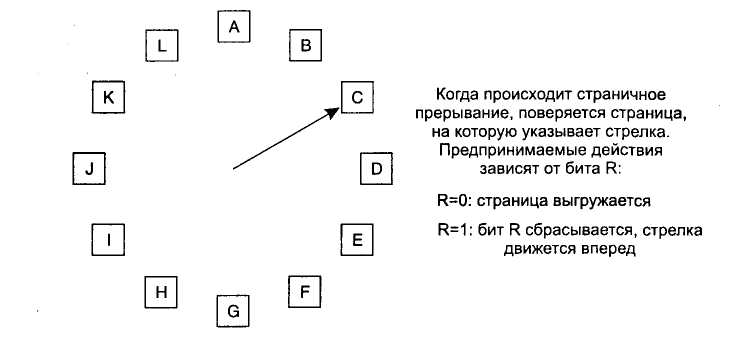 A
L
B
K
C
J
D
I
E
H
F
G
Когда происходит страничное
прерывание, поверяется страница,
на которую указывает стрелка.
Предпринимаемые действия
зависят от бита R:
R=0: страница выгружается
R=1: бит R сбрасывается, стрелка
движется вперед